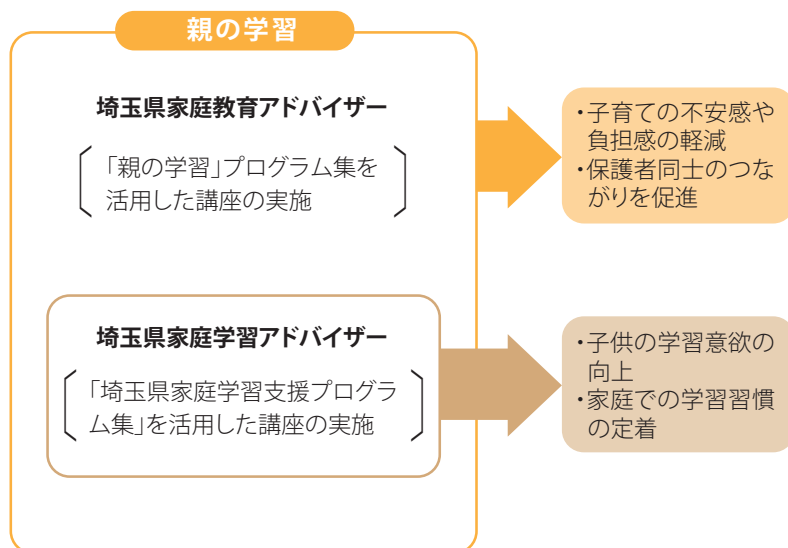 親の学習
埼玉県家庭教育アドバイザー
「親の学習」プログラム集を
活用した講座の実施
・子育ての不安感や
負担感の軽減
・保護者同士のつな
がりを促進
埼玉県家庭学習アドバイザー
「埼玉県家庭学習支援プログラ
ム集」を活用した講座の実施
・子供の学習意欲の
向上
・家庭での学習習慣
の定着